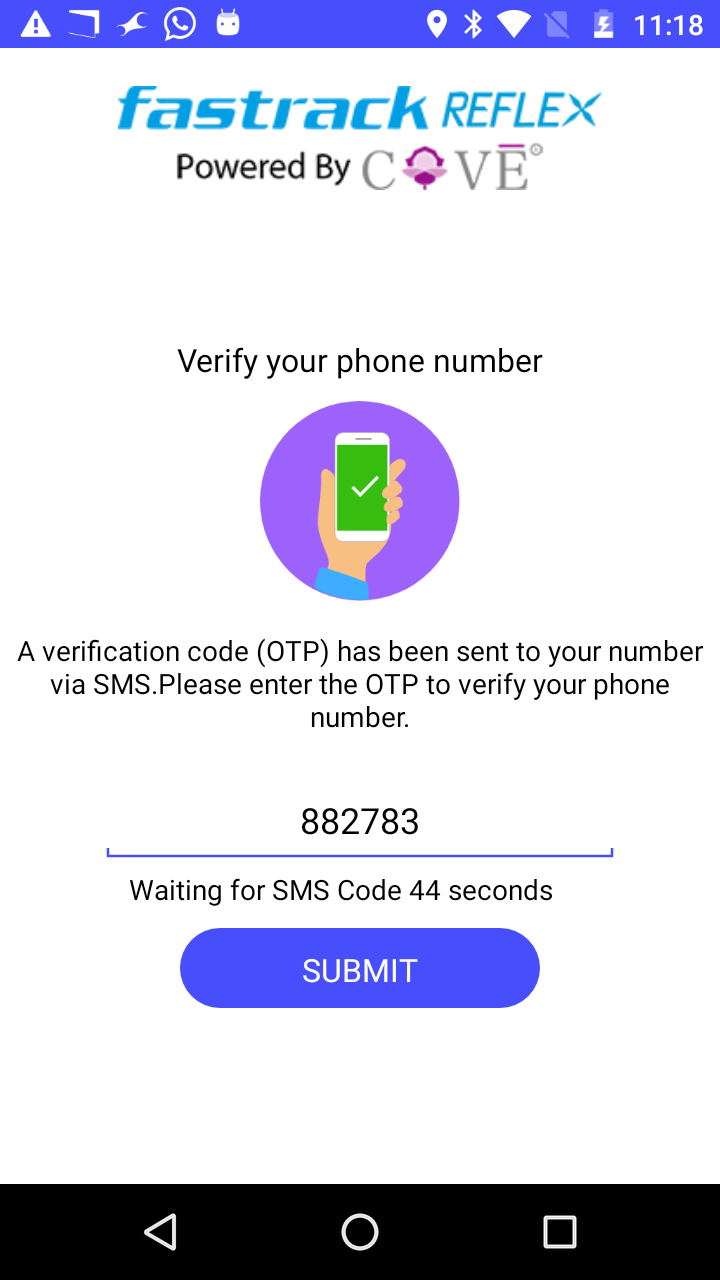 11:18
fastrack REFLEX
Powered By COVE®
Verify your phone number
A verification code (OTP) has been sent to your number
via SMS.Please enter the OTP to verify your phone
number.
882783
Waiting for SMS Code 44 seconds
SUBMIT